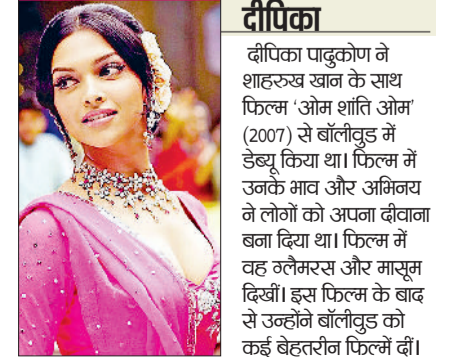 दीपिका
दीपिका पादुकोण ने
शाहरुख खान के साथ
फिल्म ‘ओम शांति ओम’
(2007) से बॉलीवुड में
डेब्यू किया था। फिल्म में
उनके भाव और अभिनय
ने लोगों को अपना दीवाना
बना दिया था। फिल्म में
वह ग्लैमरस और मासूम
दिखीं। इस फिल्म के बाद
से उन्होंने बॉलीवुड को
कई बेहतरीन फिल्में दीं।